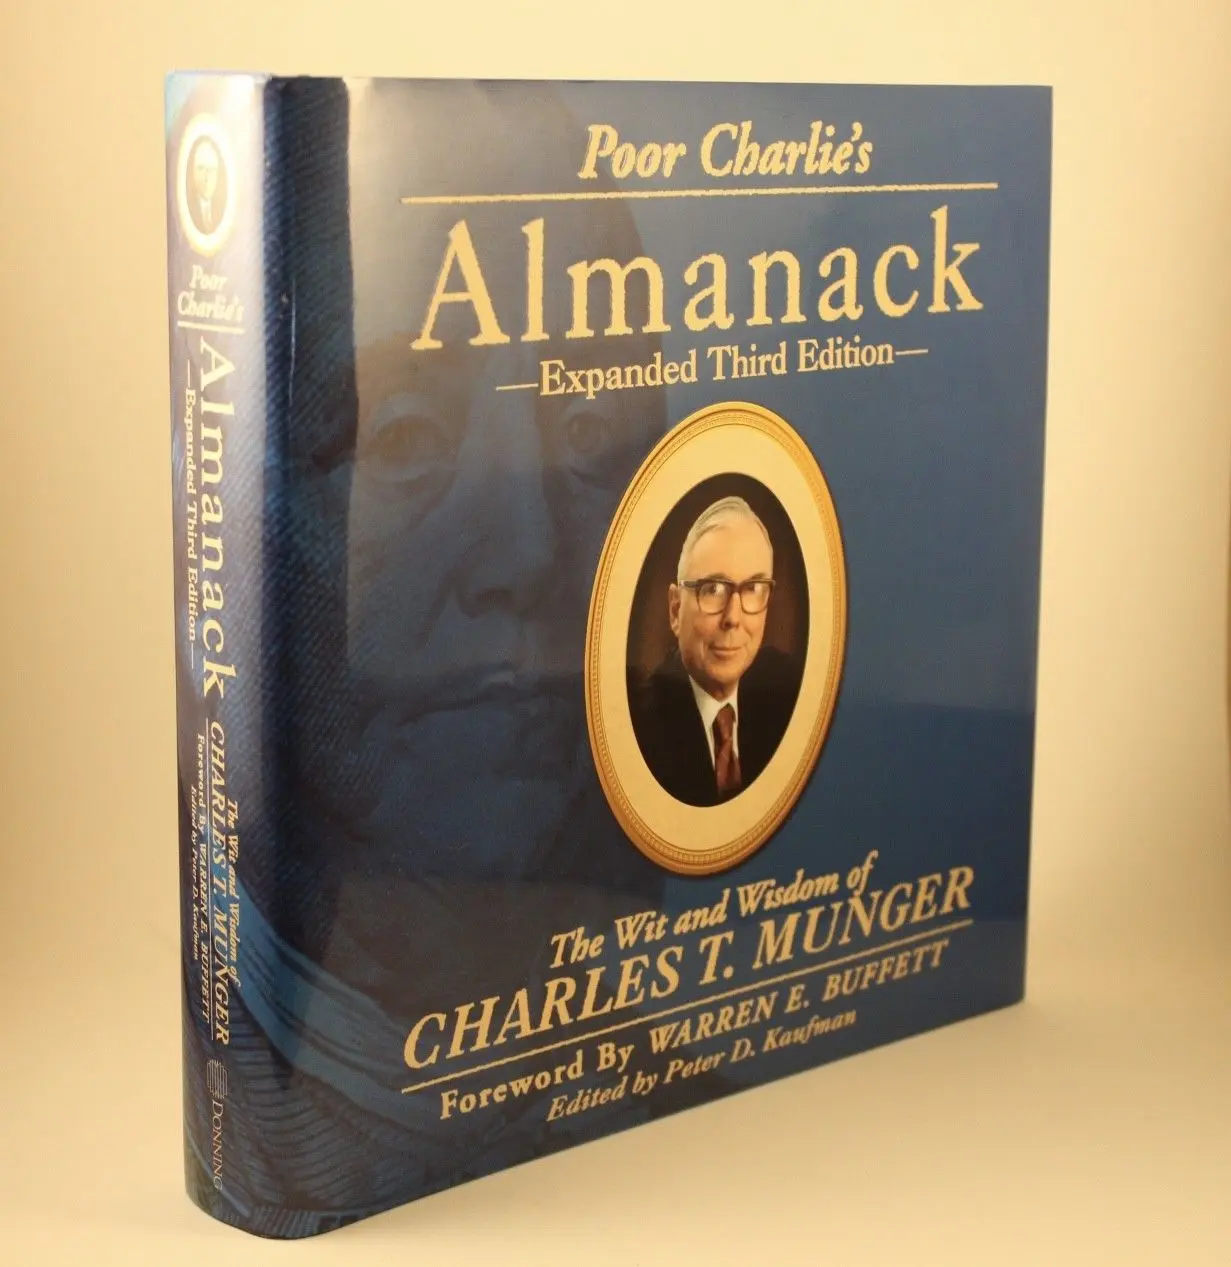 Poor Charlie's
Almanack
—Expanded Third Edition—
The Wit and Wisdom of
CHARLES T. MUNGER
Foreword By WARREN E. BUFFETT
Edited by Peter D. Kaufman
Poor
Charlie's
Almanack
—Expanded Third Edition—
The Wit and Wisdom of
CHARLES T. MUNGER
Foreword By WARREN E. BUFFETT
Edited by Peter D. Kaufman
DONNING